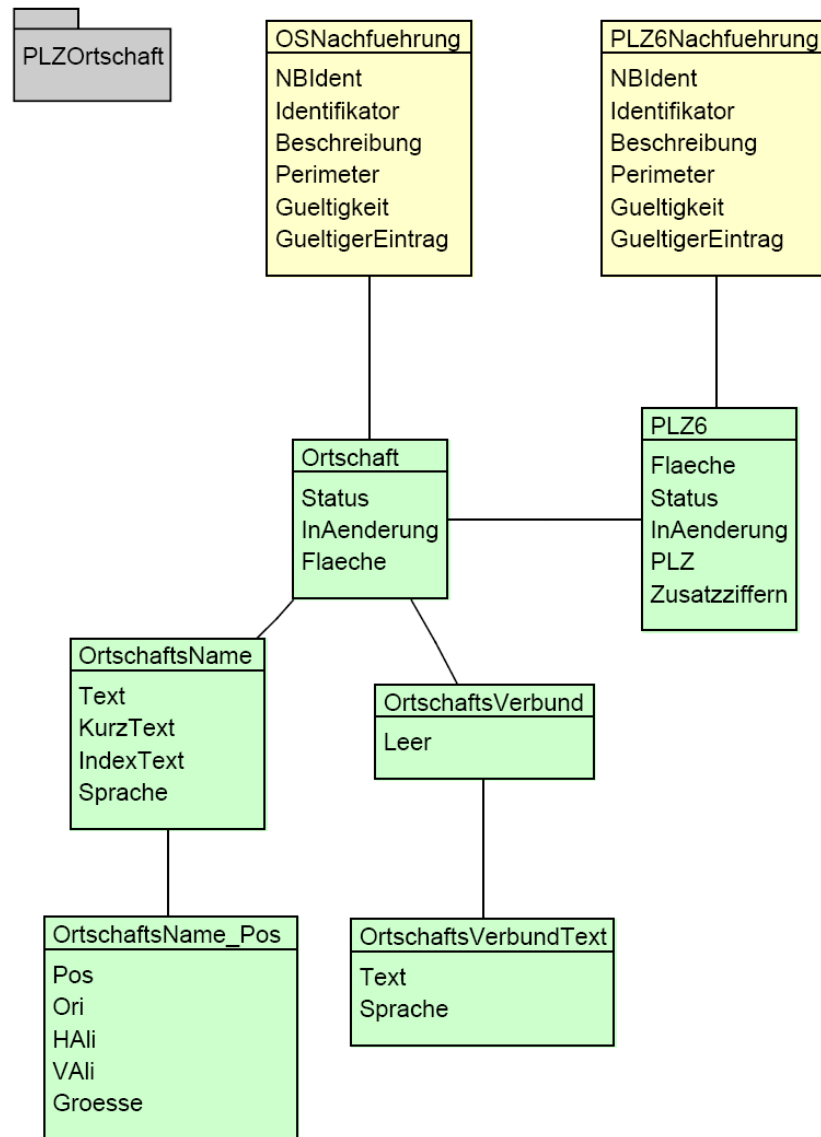 PLZOrtschaft
OSNachfuehrung
NBIdent
Identifikator
Beschreibung
Perimeter
Gueltigkeit
GueltigerEintrag
PLZ6Nachfuehrung
NBIdent
Identifikator
Beschreibung
Perimeter
Gueltigkeit
GueltigerEintrag
Ortschaft
Status
InAenderung
Flaeche
PLZ6
Flaeche
Status
InAenderung
PLZ
Zusatzziffern
OrtschaftsName
Text
KurzText
IndexText
Sprache
OrtschaftsVerbund
Leer
OrtschaftsName_Pos
Pos
Ori
HAli
VAli
Groesse
OrtschaftsVerbundText
Text
Sprache